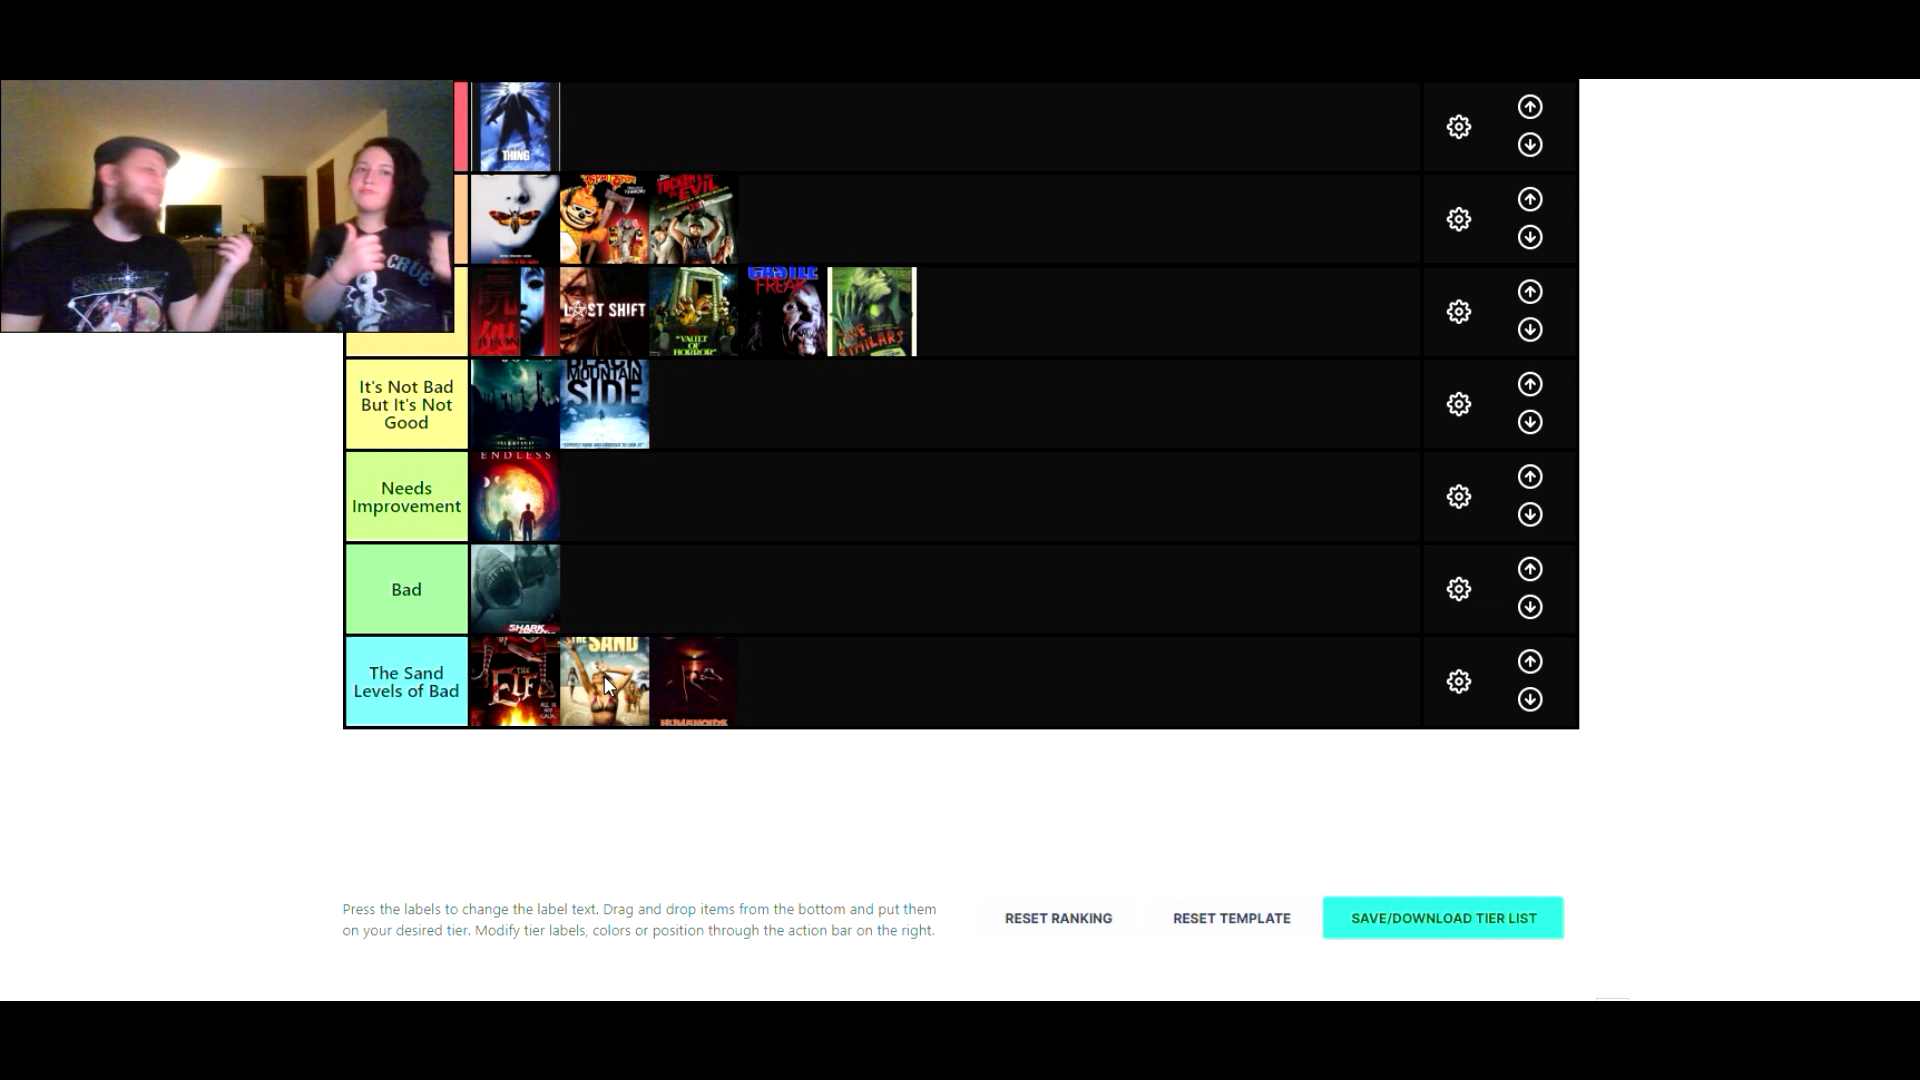 THING
TUCKER
EVIL
LAST SHIFT
"VAULT
OF
HORROR"
CASTLE
FREAK
THE
SIMILARS
CRÜE
It's Not Bad
But It's Not
Good
BLACK
MOUNTAIN
SIDE
Needs
Improvement
ENDLESS
Bad
SHARK
The Sand
Levels of Bad
THE
ELF
THE SAND
HUMANOIDS
Press the labels to change the label text. Drag and drop items from the bottom and put them
on your desired tier. Modify tier labels, colors or position through the action bar on the right.
RESET RANKING
RESET TEMPLATE
SAVE/DOWNLOAD TIER LIST